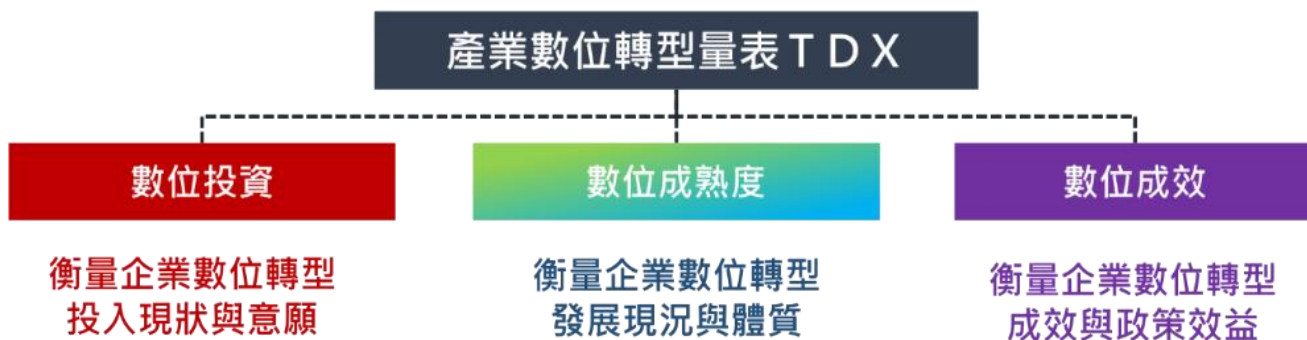 產業數位轉型量表TDX
數位投資
衡量企業數位轉型
投入現狀與意願
數位成熟度
衡量企業數位轉型
發展現況與體質
數位成效
衡量企業數位轉型
成效與政策效益